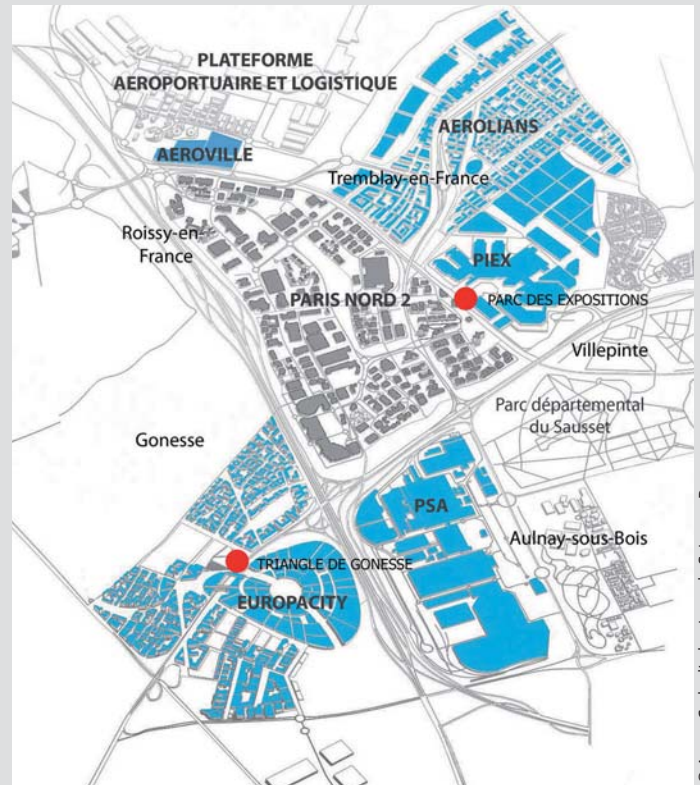 PLATEFORME
AEROPORTUAIRE ET LOGISTIQUE
AEROLIANS
AEROVILLE
Tremblay-en-France
Roissy-en-
France
PIEX
PARIS NORD 2
PARC DES EXPOSITIONS
Villepinte
Parc départemental
du Sausset
Gonesse
PSA
Aulnay-sous-Bois
TRIANGLE DE GONESSE
EUROPACITY